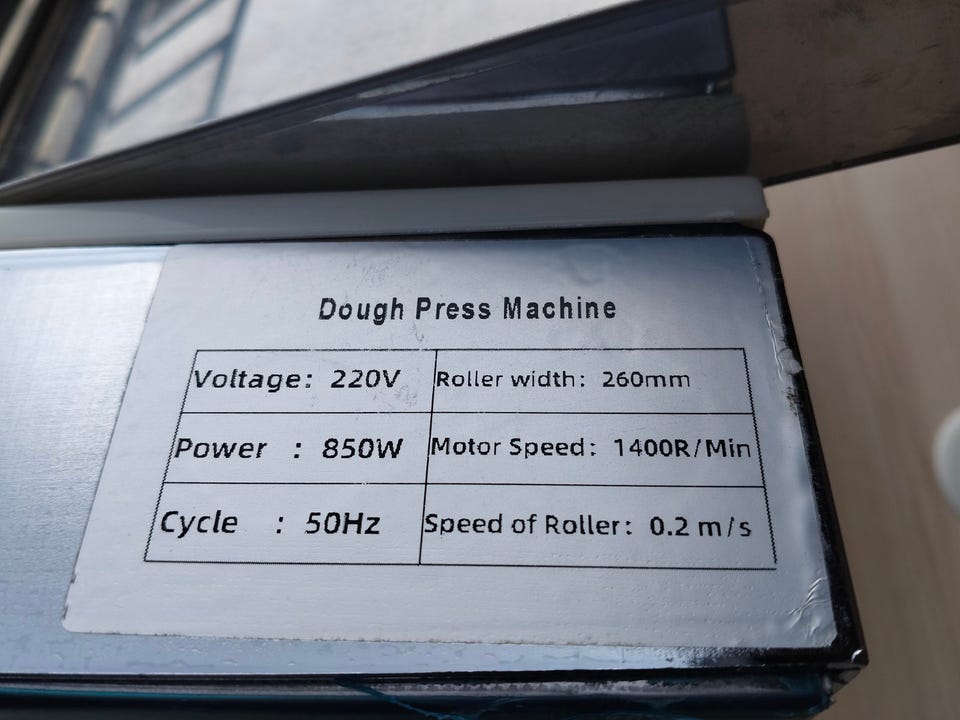 Dough Press Machine
Voltage: 220V Roller width: 260mm
Power : 850W Motor Speed: 1400R/Min
Cycle : 50Hz Speed of Roller: 0.2 m/s